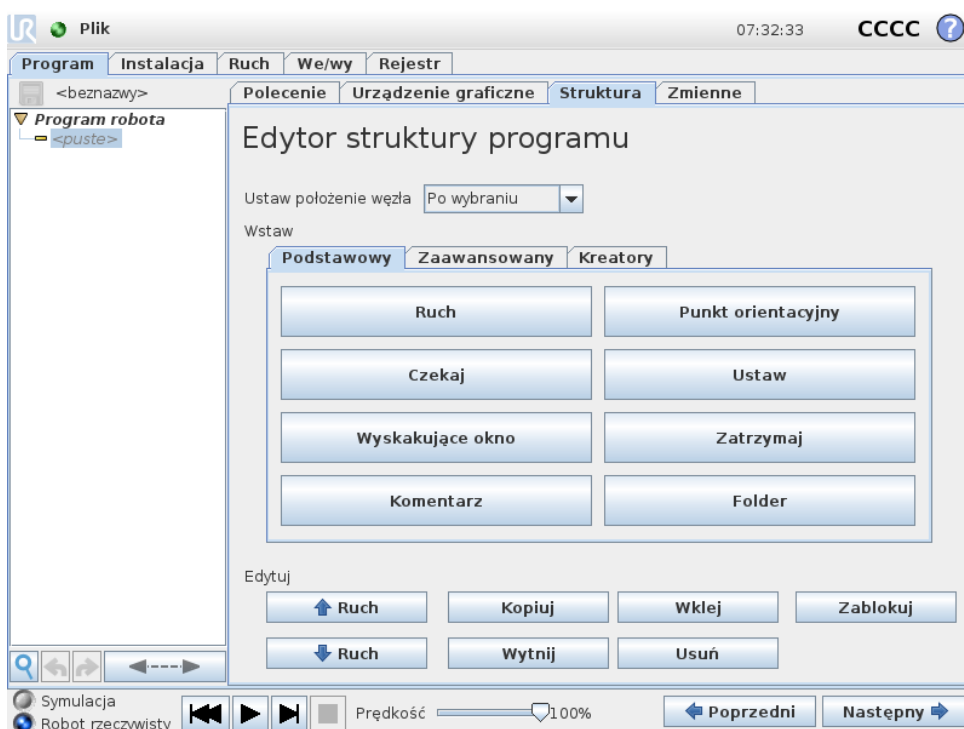 UR Plik 07:32:33 CCCC ?
Program Instalacja Ruch We/wy Rejestr
<beznazwy> Polecenie Urządzenie graficzne Struktura Zmienne
Program robota
<puste>
Edytor struktury programu
Ustaw położenie węzła Po wybraniu
Wstaw
Podstawowy Zaawansowany Kreatory
Ruch Punkt orientacyjny
Czekaj Ustaw
Wyskakujące okno Zatrzymaj
Komentarz Folder
Edytuj
Ruch Kopiuj Wklej Zablokuj
Ruch Wytnij Usuń
Symulacja
Robot rzeczywisty
Prędkość 100% Poprzedni Następny